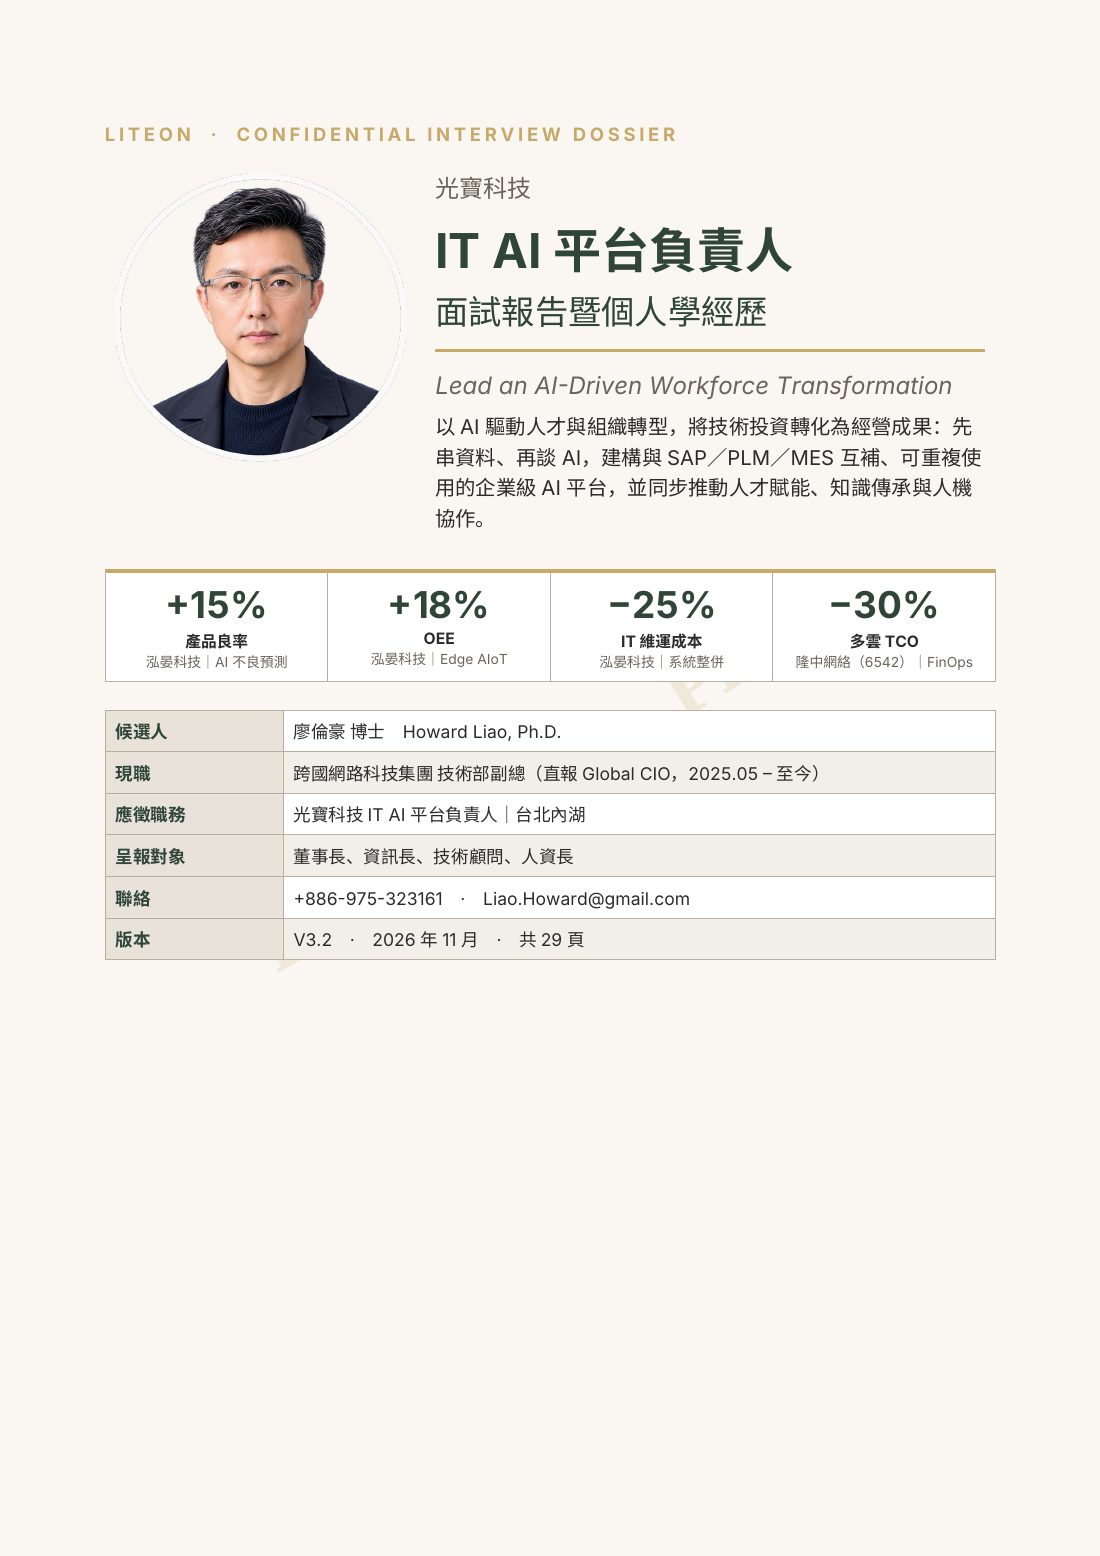 LITEON · CONFIDENTIAL INTERVIEW DOSSIER
光寶科技
IT AI 平台負責人
面試報告暨個人學經歷
Lead an AI-Driven Workforce Transformation
以 AI 驅動人才與組織轉型，將技術投資轉化為經營成果：先
串資料、再談 AI，建構與 SAP／PLM／MES 互補、可重複使
用的企業級 AI 平台，並同步推動人才賦能、知識傳承與人機
協作。
+15%
產品良率
泓晏科技｜AI 不良預測
+18%
OEE
泓晏科技｜Edge AIoT
−25%
IT 維運成本
泓晏科技｜系統整併
−30%
多雲 TCO
隆中網絡（6542）｜FinOps
候選人 廖倫豪 博士 Howard Liao, Ph.D.
現職 跨國網路科技集團 技術部副總（直報 Global CIO，2025.05 – 至今）
應徵職務 光寶科技 IT AI 平台負責人｜台北內湖
呈報對象 董事長、資訊長、技術顧問、人資長
聯絡 +886-975-323161 · Liao.Howard@gmail.com
版本 V3.2 · 2026 年 11 月 · 共 29 頁